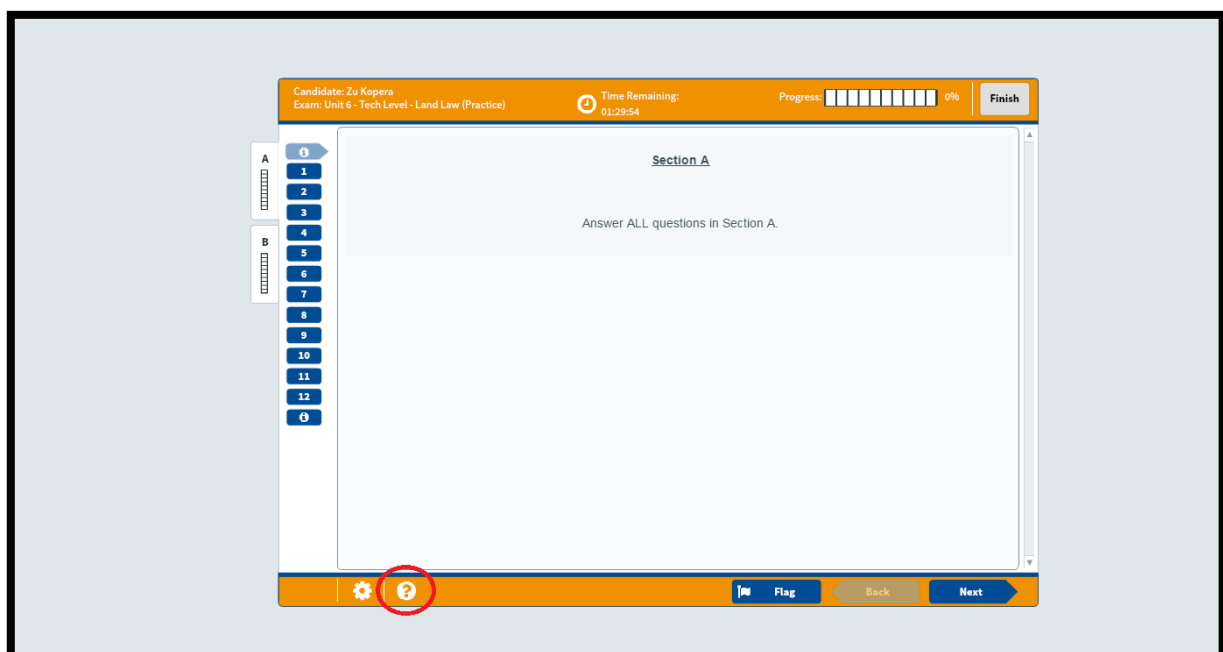 Candidate: Zu Kopera
Exam: Unit 6 - Tech Level - Land Law (Practice)
Time Remaining:
01:29:54
Progress: 0%
Finish
A
B
1
2
3
4
5
6
7
8
9
10
11
12
Section A
Answer ALL questions in Section A.
?
Flag
Back
Next